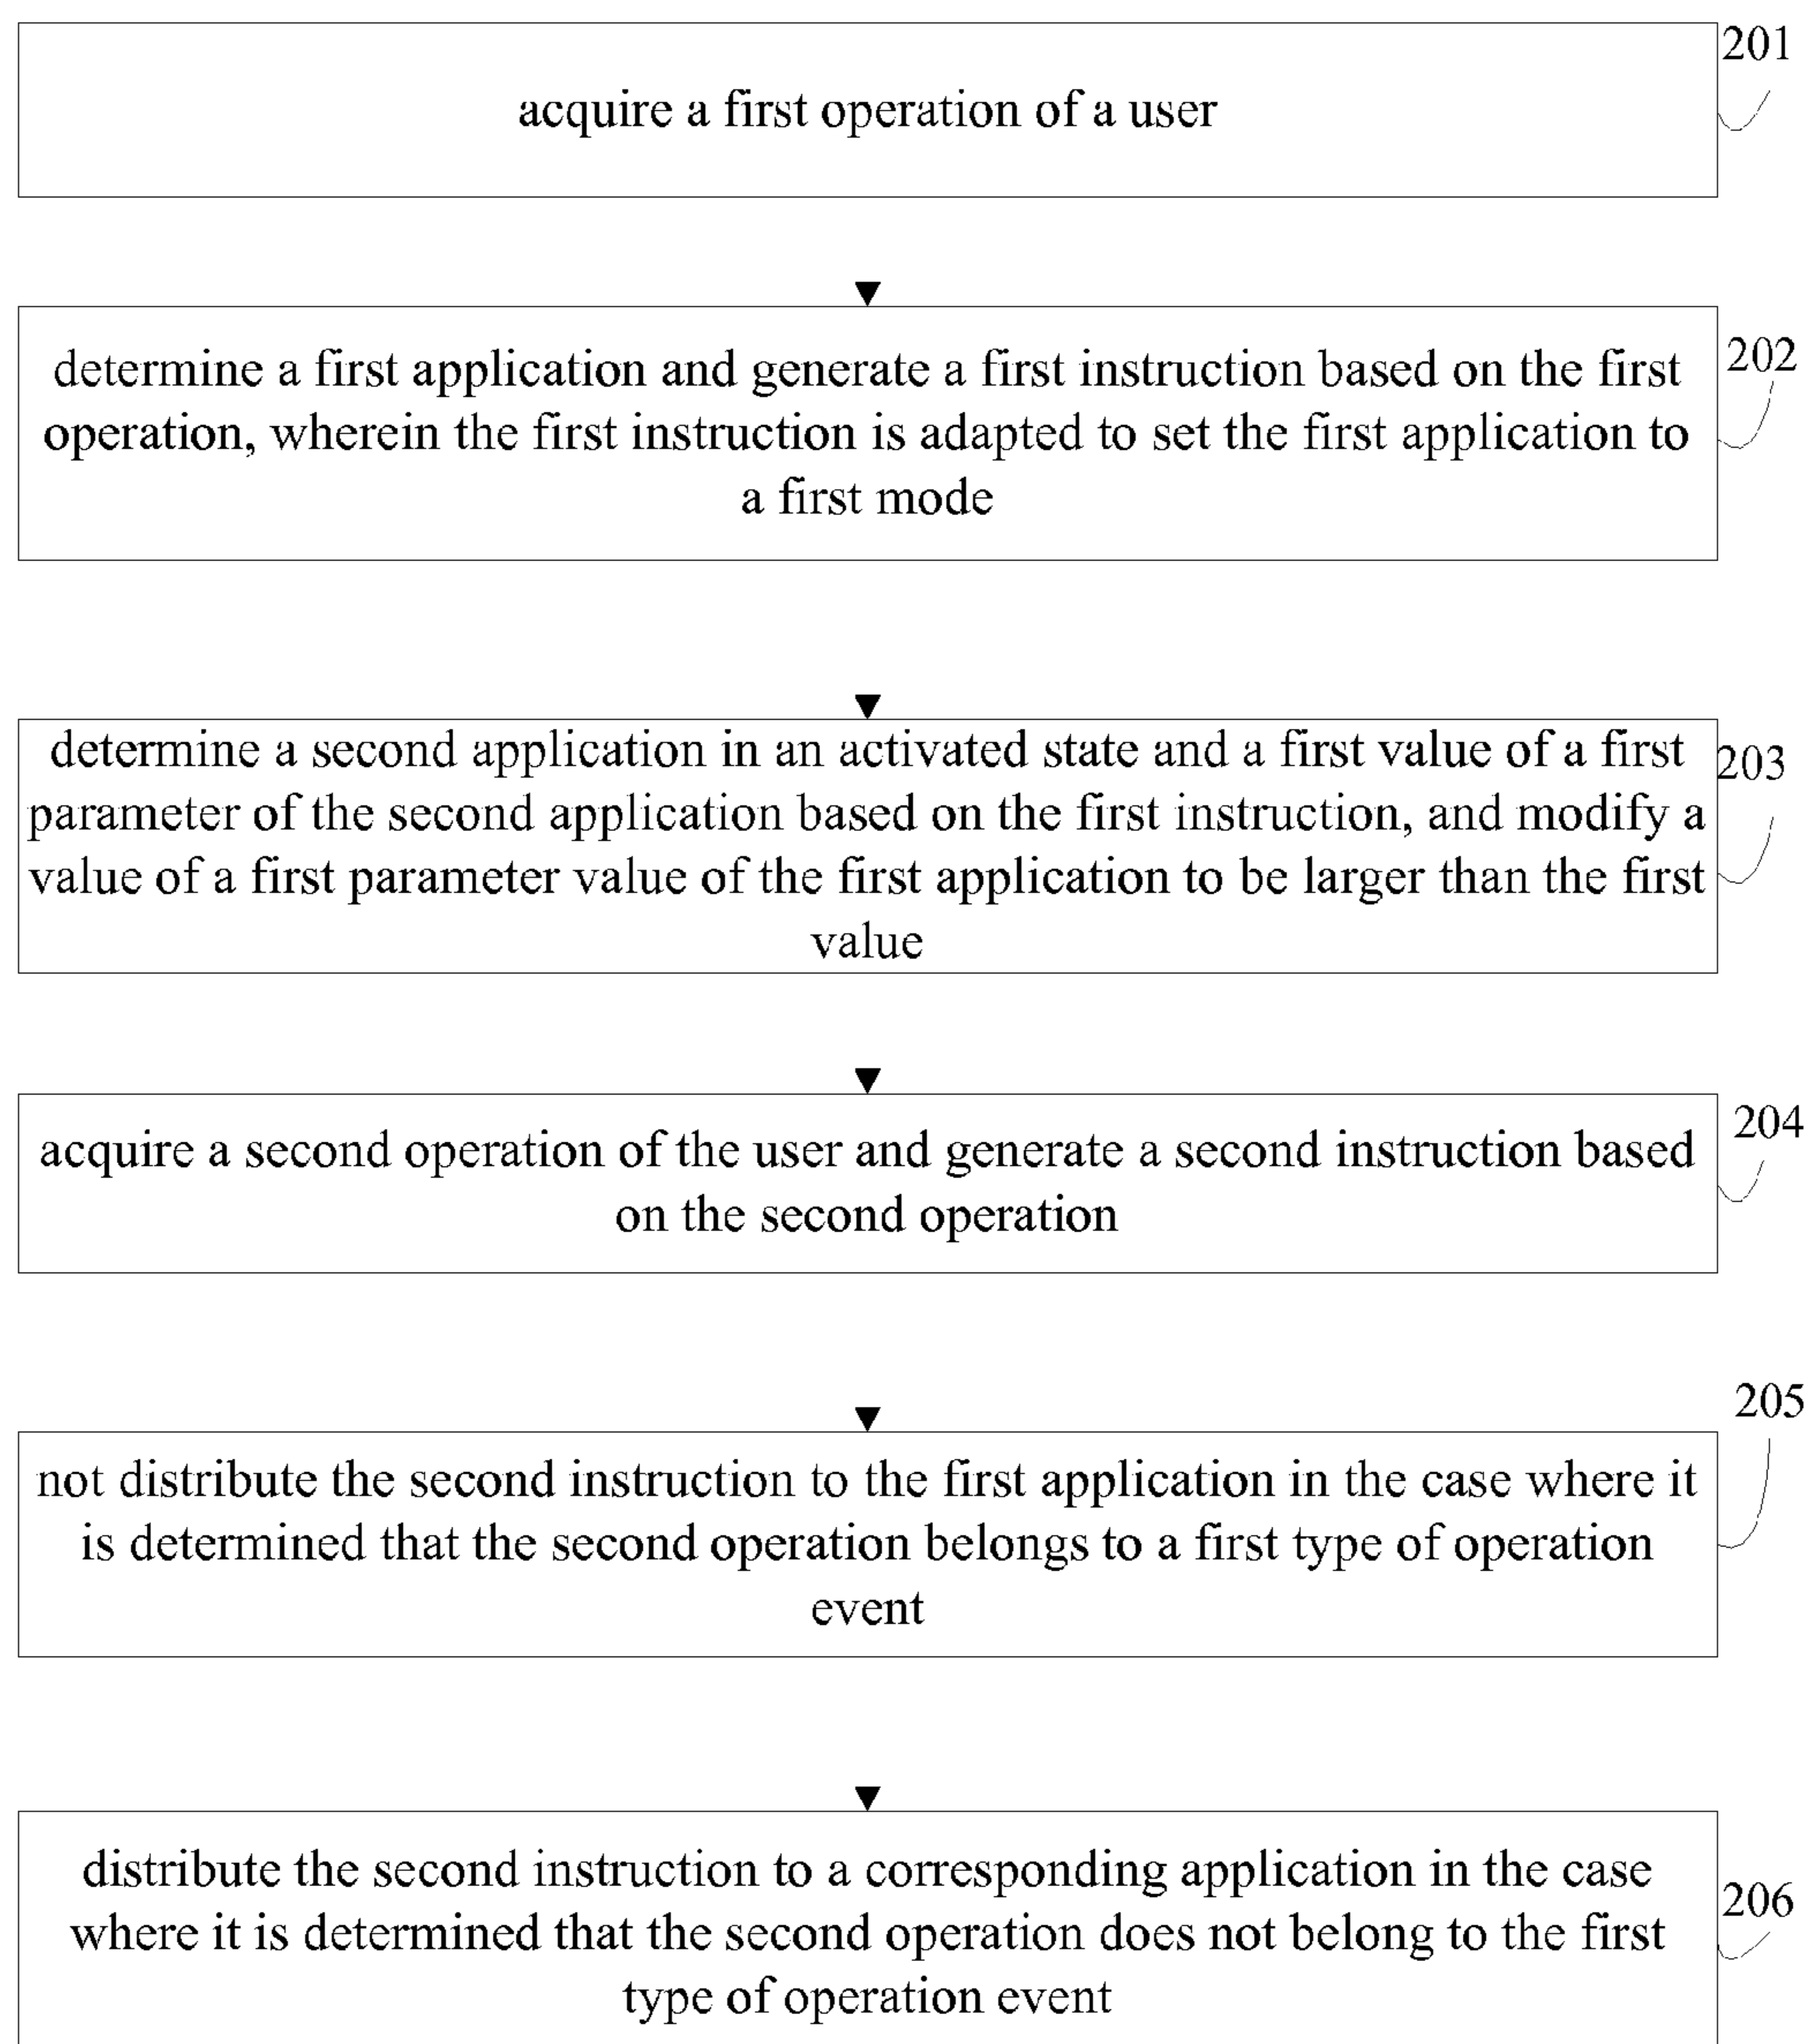 201
acquire a first operation of a user
202
determine a first application and generate a first instruction based on the first
operation, wherein the first instruction is adapted to set the first application to
a first mode
203
determine a second application in an activated state and a first value of a first
parameter of the second application based on the first instruction, and modify a
value of a first parameter value of the first application to be larger than the first
value
204
acquire a second operation of the user and generate a second instruction based
on the second operation
205
not distribute the second instruction to the first application in the case where it
is determined that the second operation belongs to a first type of operation
event
206
distribute the second instruction to a corresponding application in the case
where it is determined that the second operation does not belong to the first
type of operation event